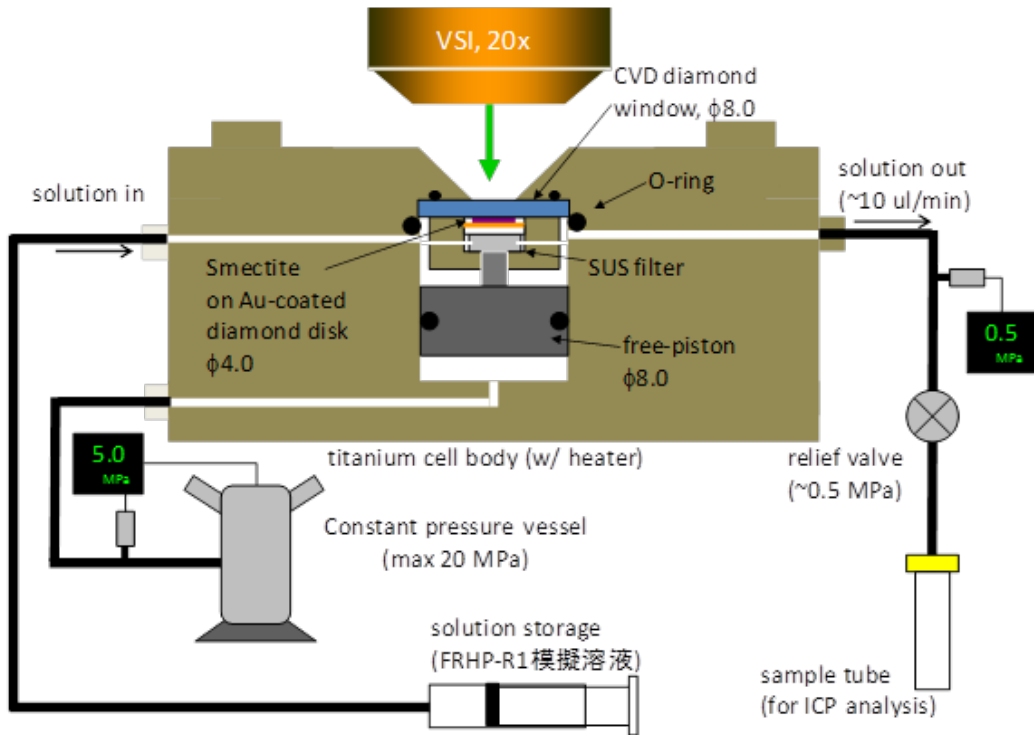 VSI, 20x
CVD diamond
window, ϕ8.0
solution in
O-ring
solution out
(~10 ul/min)
Smectite
on Au-coated
diamond disk
ϕ4.0
SUS filter
free-piston
ϕ8.0
0.5
MPa
5.0
MPa
titanium cell body (w/ heater)
relief valve
(~0.5 MPa)
Constant pressure vessel
(max 20 MPa)
solution storage
(FRHP-R1模擬溶液)
sample tube
(for ICP analysis)